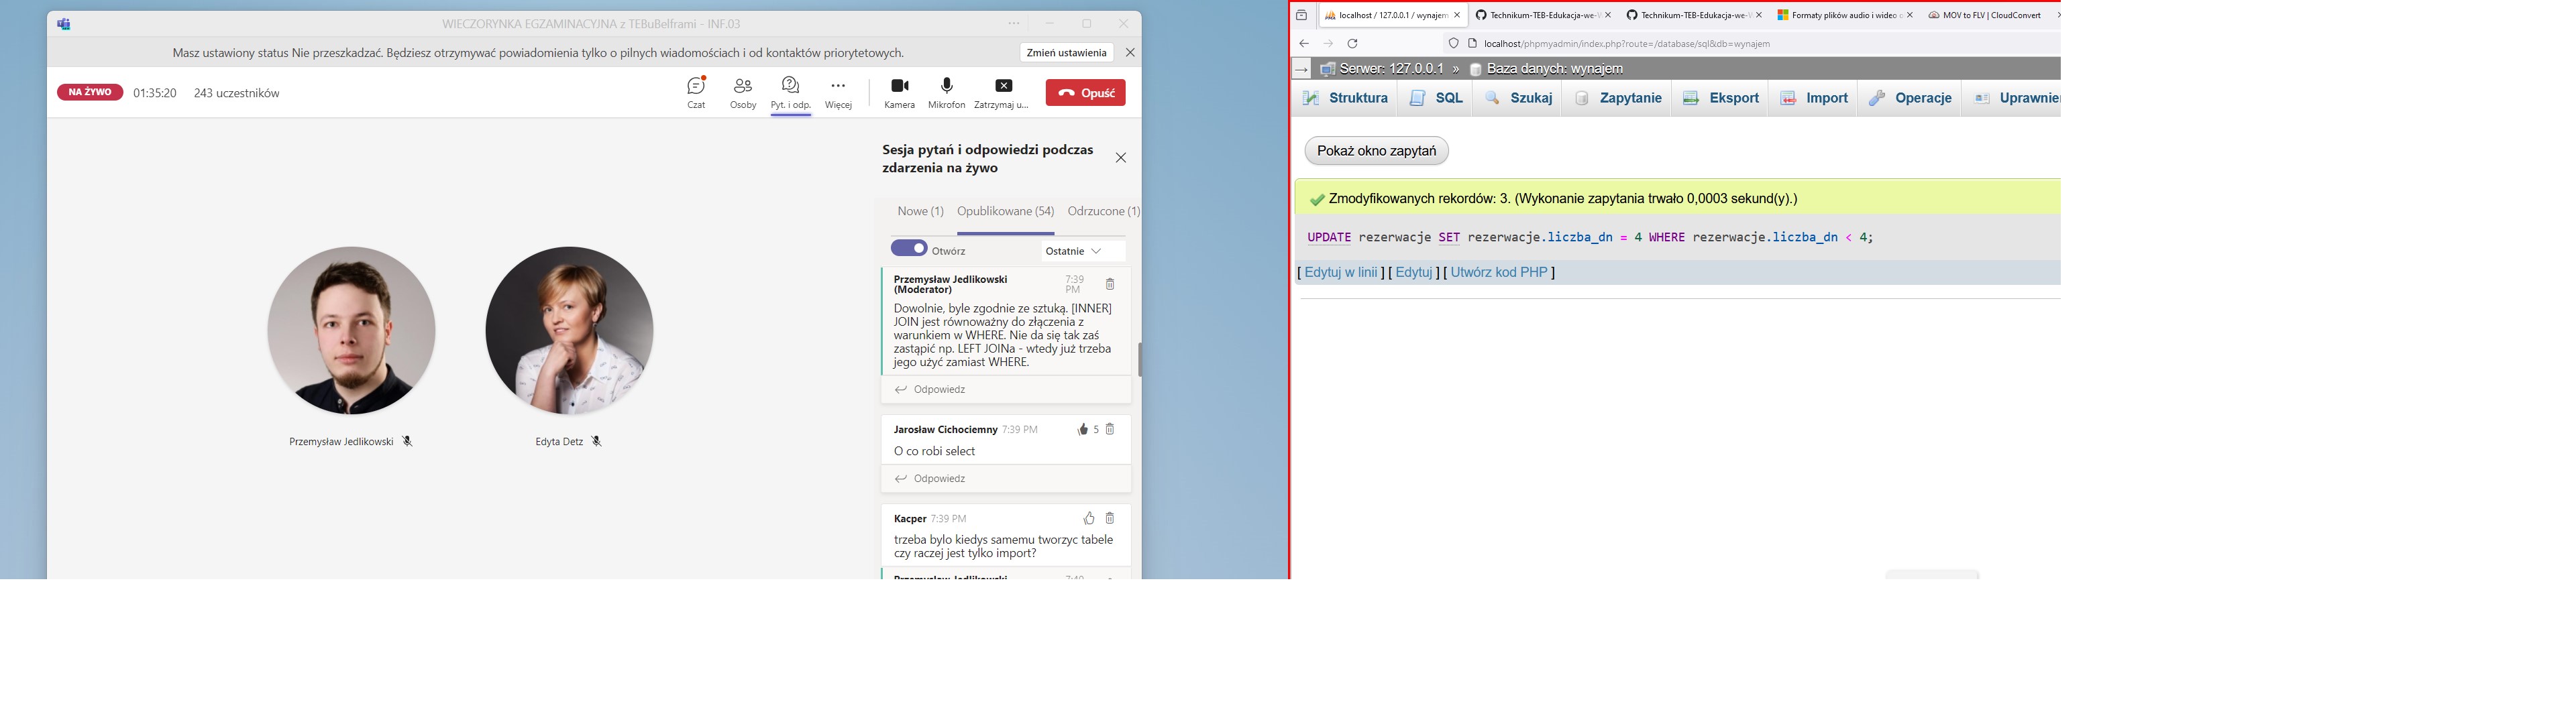 WIECZORYNKA EGZAMINACYJNA z TEBuBelframi - INF.03
Masz ustawiony status Nie przeszkadzać. Będziesz otrzymywać powiadomienia tylko o pilnych wiadomościach i od kontaktów priorytetowych.
Zmień ustawienia
NA ŻYWO
01:35:20
243 uczestników
Czat
Osoby
Pyt. i odp.
Więcej
Kamera
Mikrofon
Zatrzymaj u...
Opuść
Przemysław Jedlikowski
Edyta Detz
Sesja pytań i odpowiedzi podczas
zdarzenia na żywo
Nowe (1)
Opublikowane (54)
Odrzucone (1)
Otwórz
Ostatnie
Przemysław Jedlikowski
(Moderator)
7:39
PM
Dowolnie, byle zgodnie ze sztuką. [INNER]
JOIN jest równoważny do złączenia z
warunkiem w WHERE. Nie da się tak zaś
zastąpić np. LEFT JOINa - wtedy już trzeba
jego użyć zamiast WHERE.
Odpowiedz
Jarosław Cichociemny 7:39 PM
5
O co robi select
Odpowiedz
Kacper 7:39 PM
trzeba bylo kiedys samemu tworzyc tabele
czy raczej jest tylko import?
localhost / 127.0.0.1 / wynajem
Technikum-TEB-Edukacja-we-W
Technikum-TEB-Edukacja-we-W
Formaty plików audio i wideo
MOV to FLV | CloudConvert
localhost/phpmyadmin/index.php?route=/database/sql&db=wynajem
Serwer: 127.0.0.1 » Baza danych: wynajem
Struktura
SQL
Szukaj
Zapytanie
Eksport
Import
Operacje
Uprawnie
Pokaż okno zapytań
Zmodyfikowanych rekordów: 3. (Wykonanie zapytania trwało 0,0003 sekund(y).)
UPDATE rezerwacje SET rezerwacje.liczba_dn = 4 WHERE rezerwacje.liczba_dn < 4;
[ Edytuj w linii ] [ Edytuj ] [ Utwórz kod PHP ]